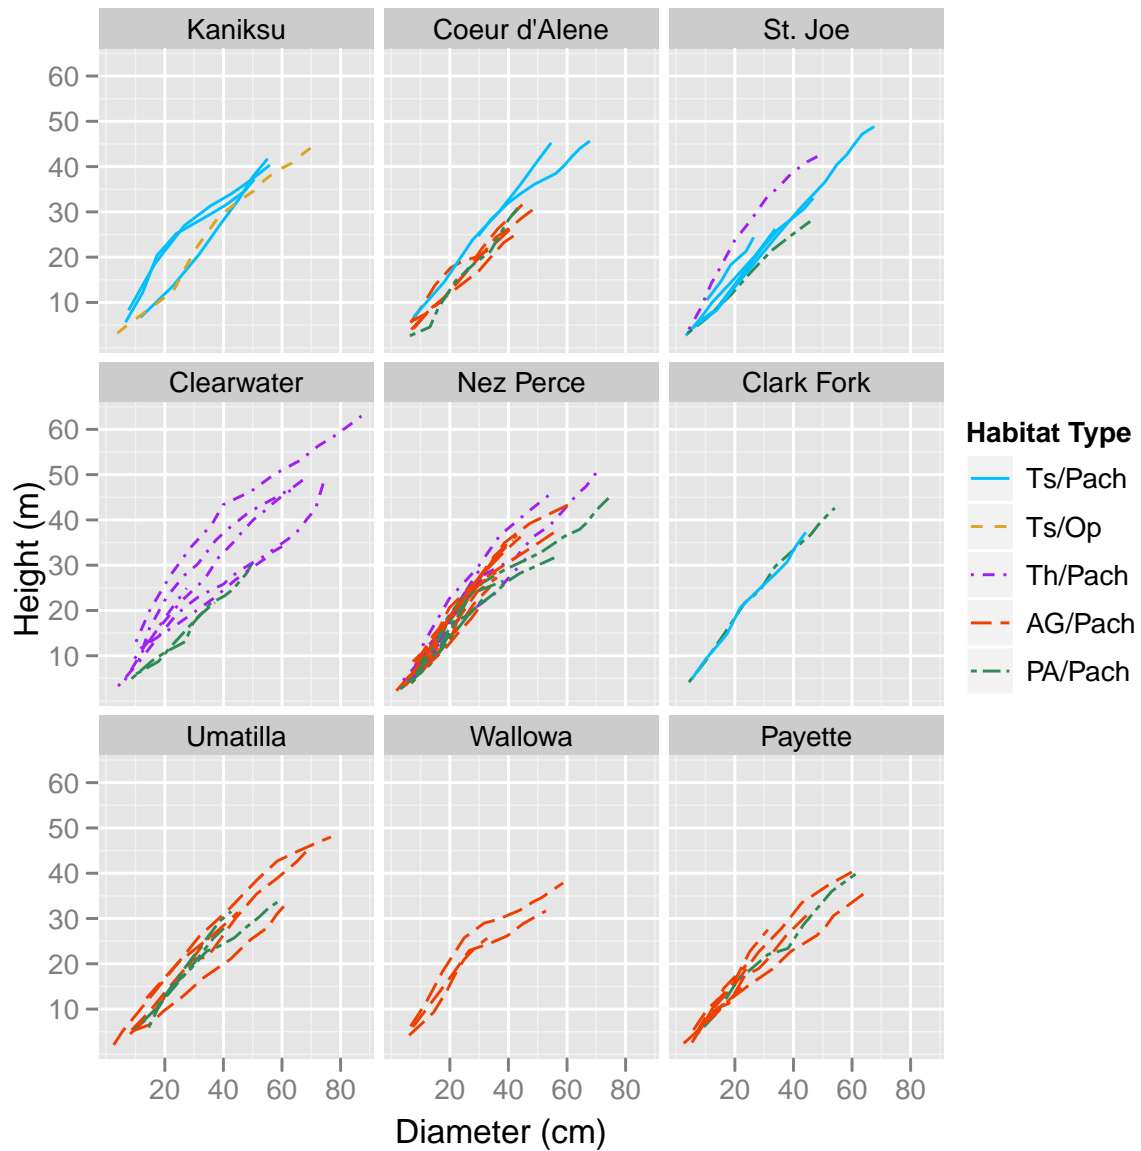 Kaniksu
Coeur d'Alene
St. Joe
60
50
40
30
20
10
Clearwater
Nez Perce
Clark Fork
60
50
40
30
20
10
Umatilla
Wallowa
Payette
60
50
40
30
20
10
20 40 60 80
20 40 60 80
20 40 60 80
Diameter (cm)
Height (m)
Habitat Type
Ts/Pach
Ts/Op
Th/Pach
AG/Pach
PA/Pach